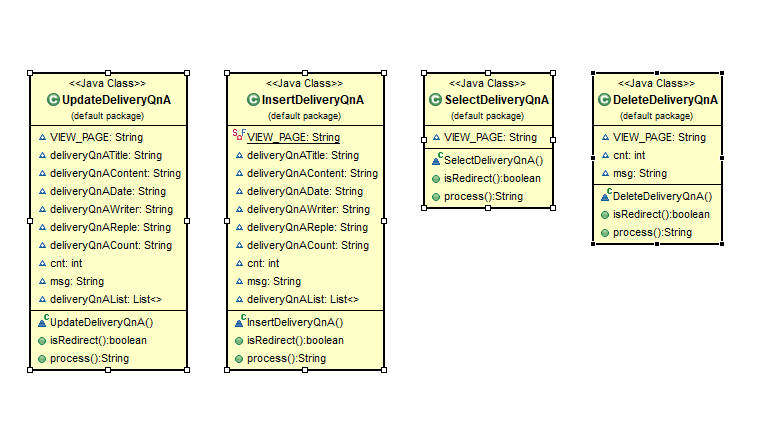 <<Java Class>>
UpdateDeliveryQnA
(default package)
VIEW_PAGE: String
deliveryQnATitle: String
deliveryQnAContent: String
deliveryQnADate: String
deliveryQnAWriter: String
deliveryQnAReple: String
deliveryQnACount: String
cnt: int
msg: String
deliveryQnAList: List<>
UpdateDeliveryQnA()
isRedirect():boolean
process():String
<<Java Class>>
InsertDeliveryQnA
(default package)
VIEW_PAGE: String
deliveryQnATitle: String
deliveryQnAContent: String
deliveryQnADate: String
deliveryQnAWriter: String
deliveryQnAReple: String
deliveryQnACount: String
cnt: int
msg: String
deliveryQnAList: List<>
InsertDeliveryQnA()
isRedirect():boolean
process():String
<<Java Class>>
SelectDeliveryQnA
(default package)
VIEW_PAGE: String
SelectDeliveryQnA()
isRedirect():boolean
process():String
<<Java Class>>
DeleteDeliveryQnA
(default package)
VIEW_PAGE: String
cnt: int
msg: String
DeleteDeliveryQnA()
isRedirect():boolean
process():String